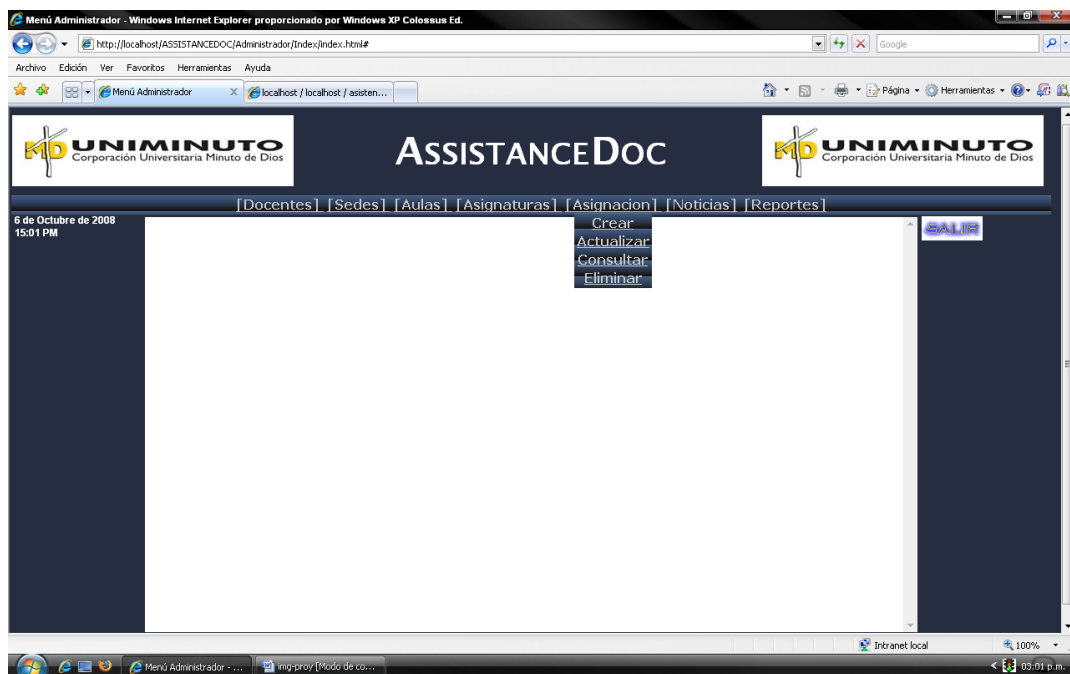 Menú Administrador - Windows Internet Explorer proporcionado por Windows XP Colossus Ed.
http://localhost/ASSISTANCEDOC/Administrador/Index/index.html#
Google
Archivo Edición Ver Favoritos Herramientas Ayuda
Menú Administrador
localhost / localhost / asisten...
Página
Herramientas
MD UNIMINUTO
Corporación Universitaria Minuto de Dios
ASSISTANCEDOC
MD UNIMINUTO
Corporación Universitaria Minuto de Dios
[Docentes] [Sedes] [Aulas] [Asignaturas] [Asignacion] [Noticias] [Reportes]
6 de Octubre de 2008
15:01 PM
Crear
Actualizar
Consultar
Eliminar
SALIR
Intranet local
100%
Menú Administrador - ...
img-proy [Modo de co...
03:01 p.m.